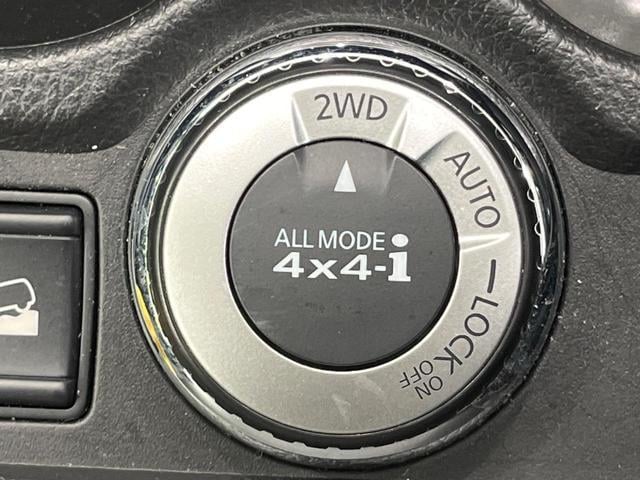 2WD
AUTO
LOCK
ON
OFF
ALL MODE
4x4-i